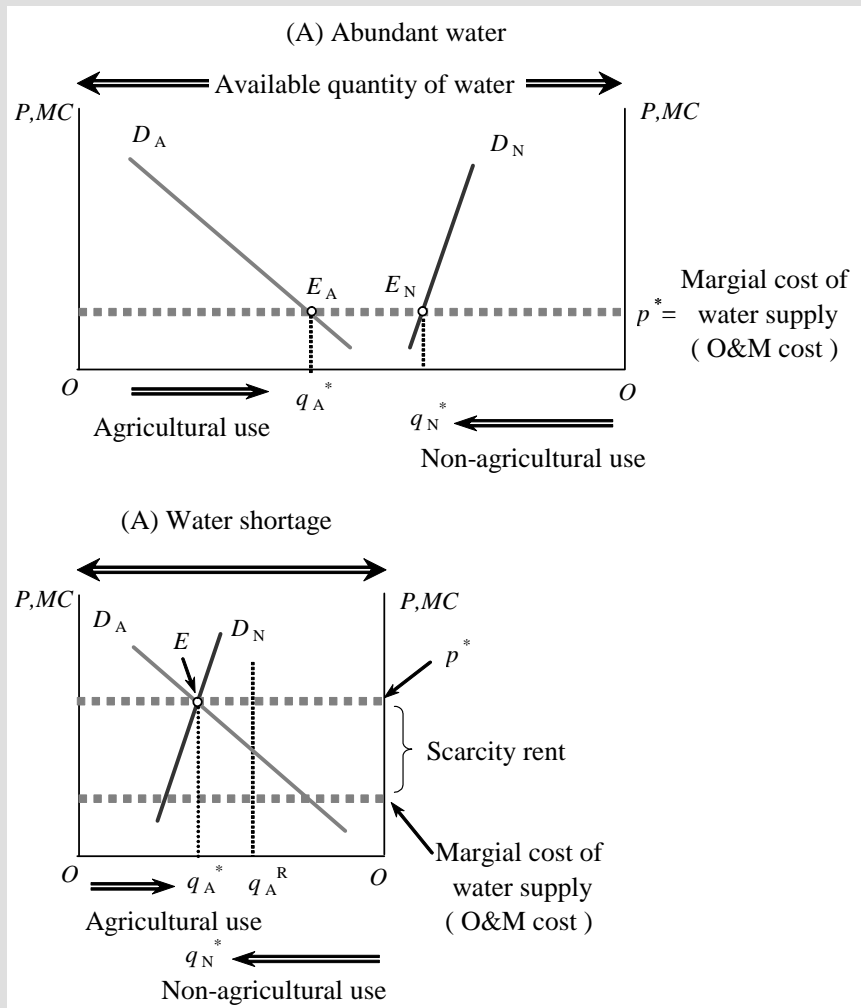 (A) Abundant water
Available quantity of water
P,MC
P,MC
D A
D N
E A
E N
p* =
Margial cost of
water supply
( O&M cost )
O
q A *
O
Agricultural use
q N *
Non-agricultural use
(A) Water shortage
P,MC
P,MC
D A
E
D N
p *
Scarcity rent
O
q A *
q A R
O
Margial cost of
water supply
( O&M cost )
Agricultural use
q N *
Non-agricultural use